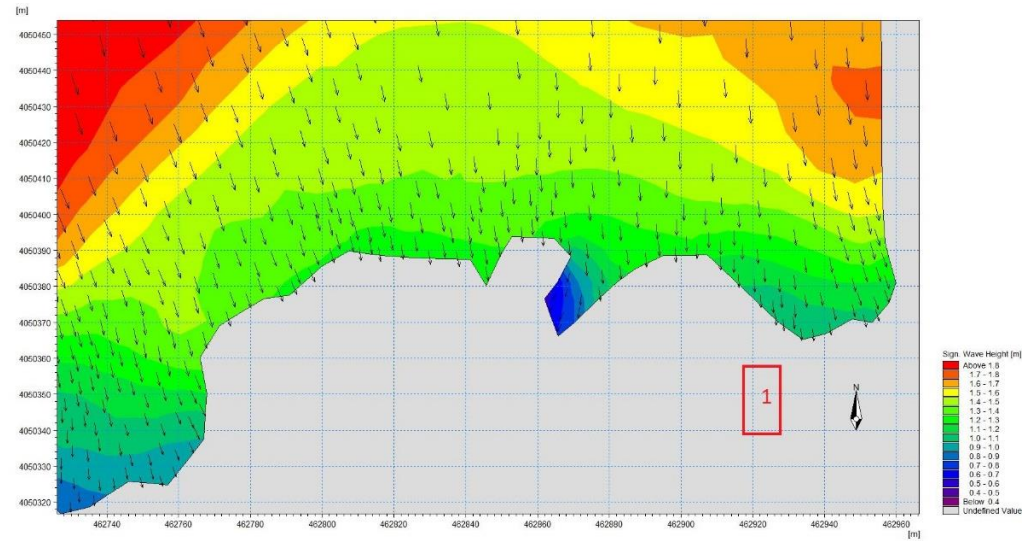 [m]
4050460
4050450
4050440
4050430
4050420
4050410
4050400
4050390
4050380
4050370
4050360
4050350
4050340
4050330
4050320
462740
462760
462780
462800
462820
462840
462860
462880
462900
462920
462940
462960
[m]
1
N
Sign. Wave Height [m]
Above 1.8
1.7 - 1.8
1.6 - 1.7
1.5 - 1.6
1.4 - 1.5
1.3 - 1.4
1.2 - 1.3
1.1 - 1.2
1.0 - 1.1
0.9 - 1.0
0.8 - 0.9
0.7 - 0.8
0.6 - 0.7
0.5 - 0.6
0.4 - 0.5
Below 0.4
Undefined Value